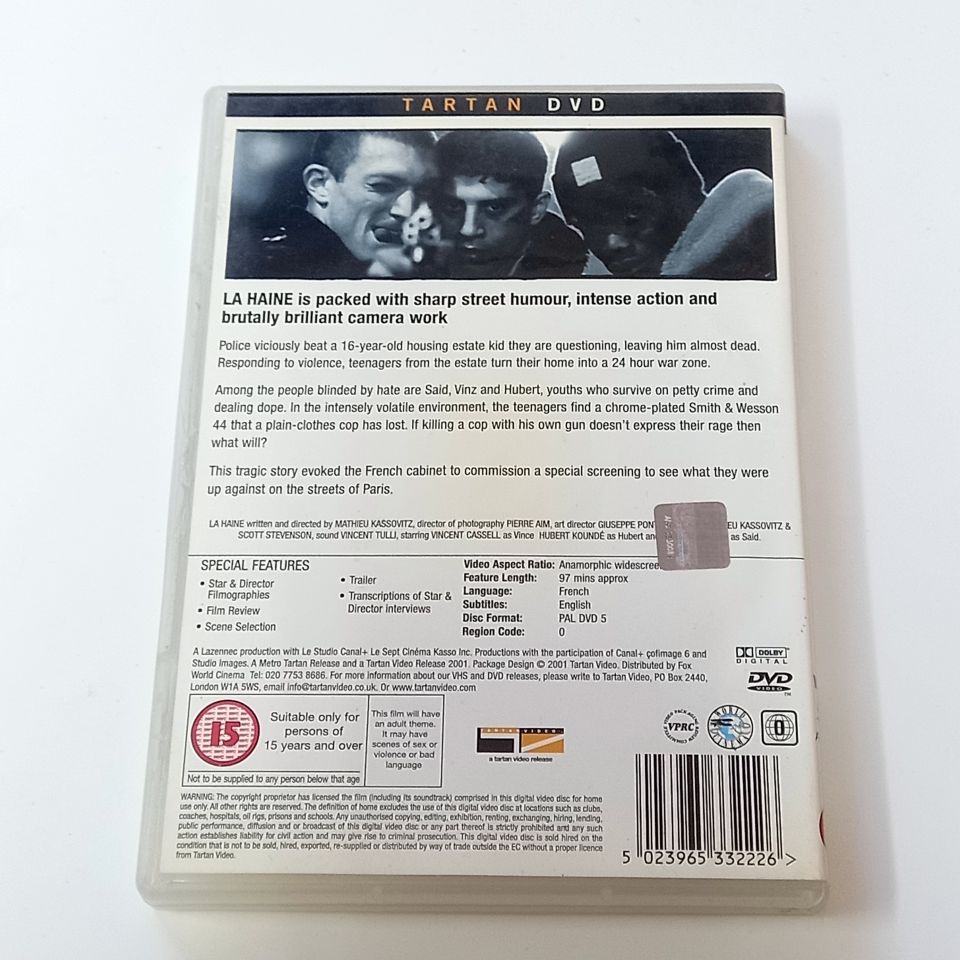 TARTAN DVD
LA HAINE is packed with sharp street humour, intense action and
brutally brilliant camera work
Police viciously beat a 16-year-old housing estate kid they are questioning, leaving him almost dead.
Responding to violence, teenagers from the estate turn their home into a 24 hour war zone.
Among the people blinded by hate are Said, Vinz and Hubert, youths who survive on petty crime and
dealing dope. In the intensely volatile environment, the teenagers find a chrome-plated Smith & Wesson
44 that a plain-clothes cop has lost. If killing a cop with his own gun doesn't express their rage then
what will?
This tragic story evoked the French cabinet to commission a special screening to see what they were
up against on the streets of Paris.
LA HAINE written and directed by MATHIEU KASSOVITZ, director of photography PIERRE AIM, art director GIUSEPPE PON EU KASSOVITZ &
SCOTT STEVENSON, sound VINCENT TULLI, starring VINCENT CASSELL as Vince HUBERT KOUNDÉ as Hubert an as Said.
SPECIAL FEATURES
• Star & Director
Filmographies
• Film Review
• Scene Selection
• Trailer
• Transcriptions of Star &
Director interviews
Video Aspect Ratio: Anamorphic widescree
Feature Length: 97 mins approx
Language: French
Subtitles: English
Disc Format: PAL DVD 5
Region Code: 0
A Lazennec production with Le Studio Canal+ Le Sept Cinéma Kasso Inc. Productions with the participation of Canal+ çofimage 6 and
Studio Images. A Metro Tartan Release and a Tartan Video Release 2001. Package Design © 2001 Tartan Video. Distributed by Fox
World Cinema Tel: 020 7753 8686. For more information about our VHS and DVD releases, please write to Tartan Video, PO Box 2440,
London W1A 5WS, email info@tartanvideo.co.uk. Or www.tartanvideo.com
DOLBY
DIGITAL
DVD
VIDEO
TM
15
Suitable only for
persons of
15 years and over
Not to be supplied to any person below that age
This film will have
an adult theme.
It may have
scenes of sex or
violence or bad
language
TARTAN VIDEO
a tartan video release
VPRC
0
WARNING: The copyright proprietor has licensed the film (including its soundtrack) comprised in this digital video disc for home
use only. All other rights are reserved. The definition of home excludes the use of this digital video disc at locations such as clubs,
coaches, hospitals, oil rigs, prisons and schools. Any unauthorised copying, editing, exhibition, renting, exchanging, hiring, lending,
public performance, diffusion and or broadcast of this digital video disc or any part thereof is strictly prohibited and any such
action establishes liability for civil action and may give rise to criminal prosecution. This digital video disc is sold hired on the
condition that is not to be sold, hired, exported, re-supplied or distributed by way of trade outside the EC without a proper licence
from Tartan Video.
5 023965 332226 >